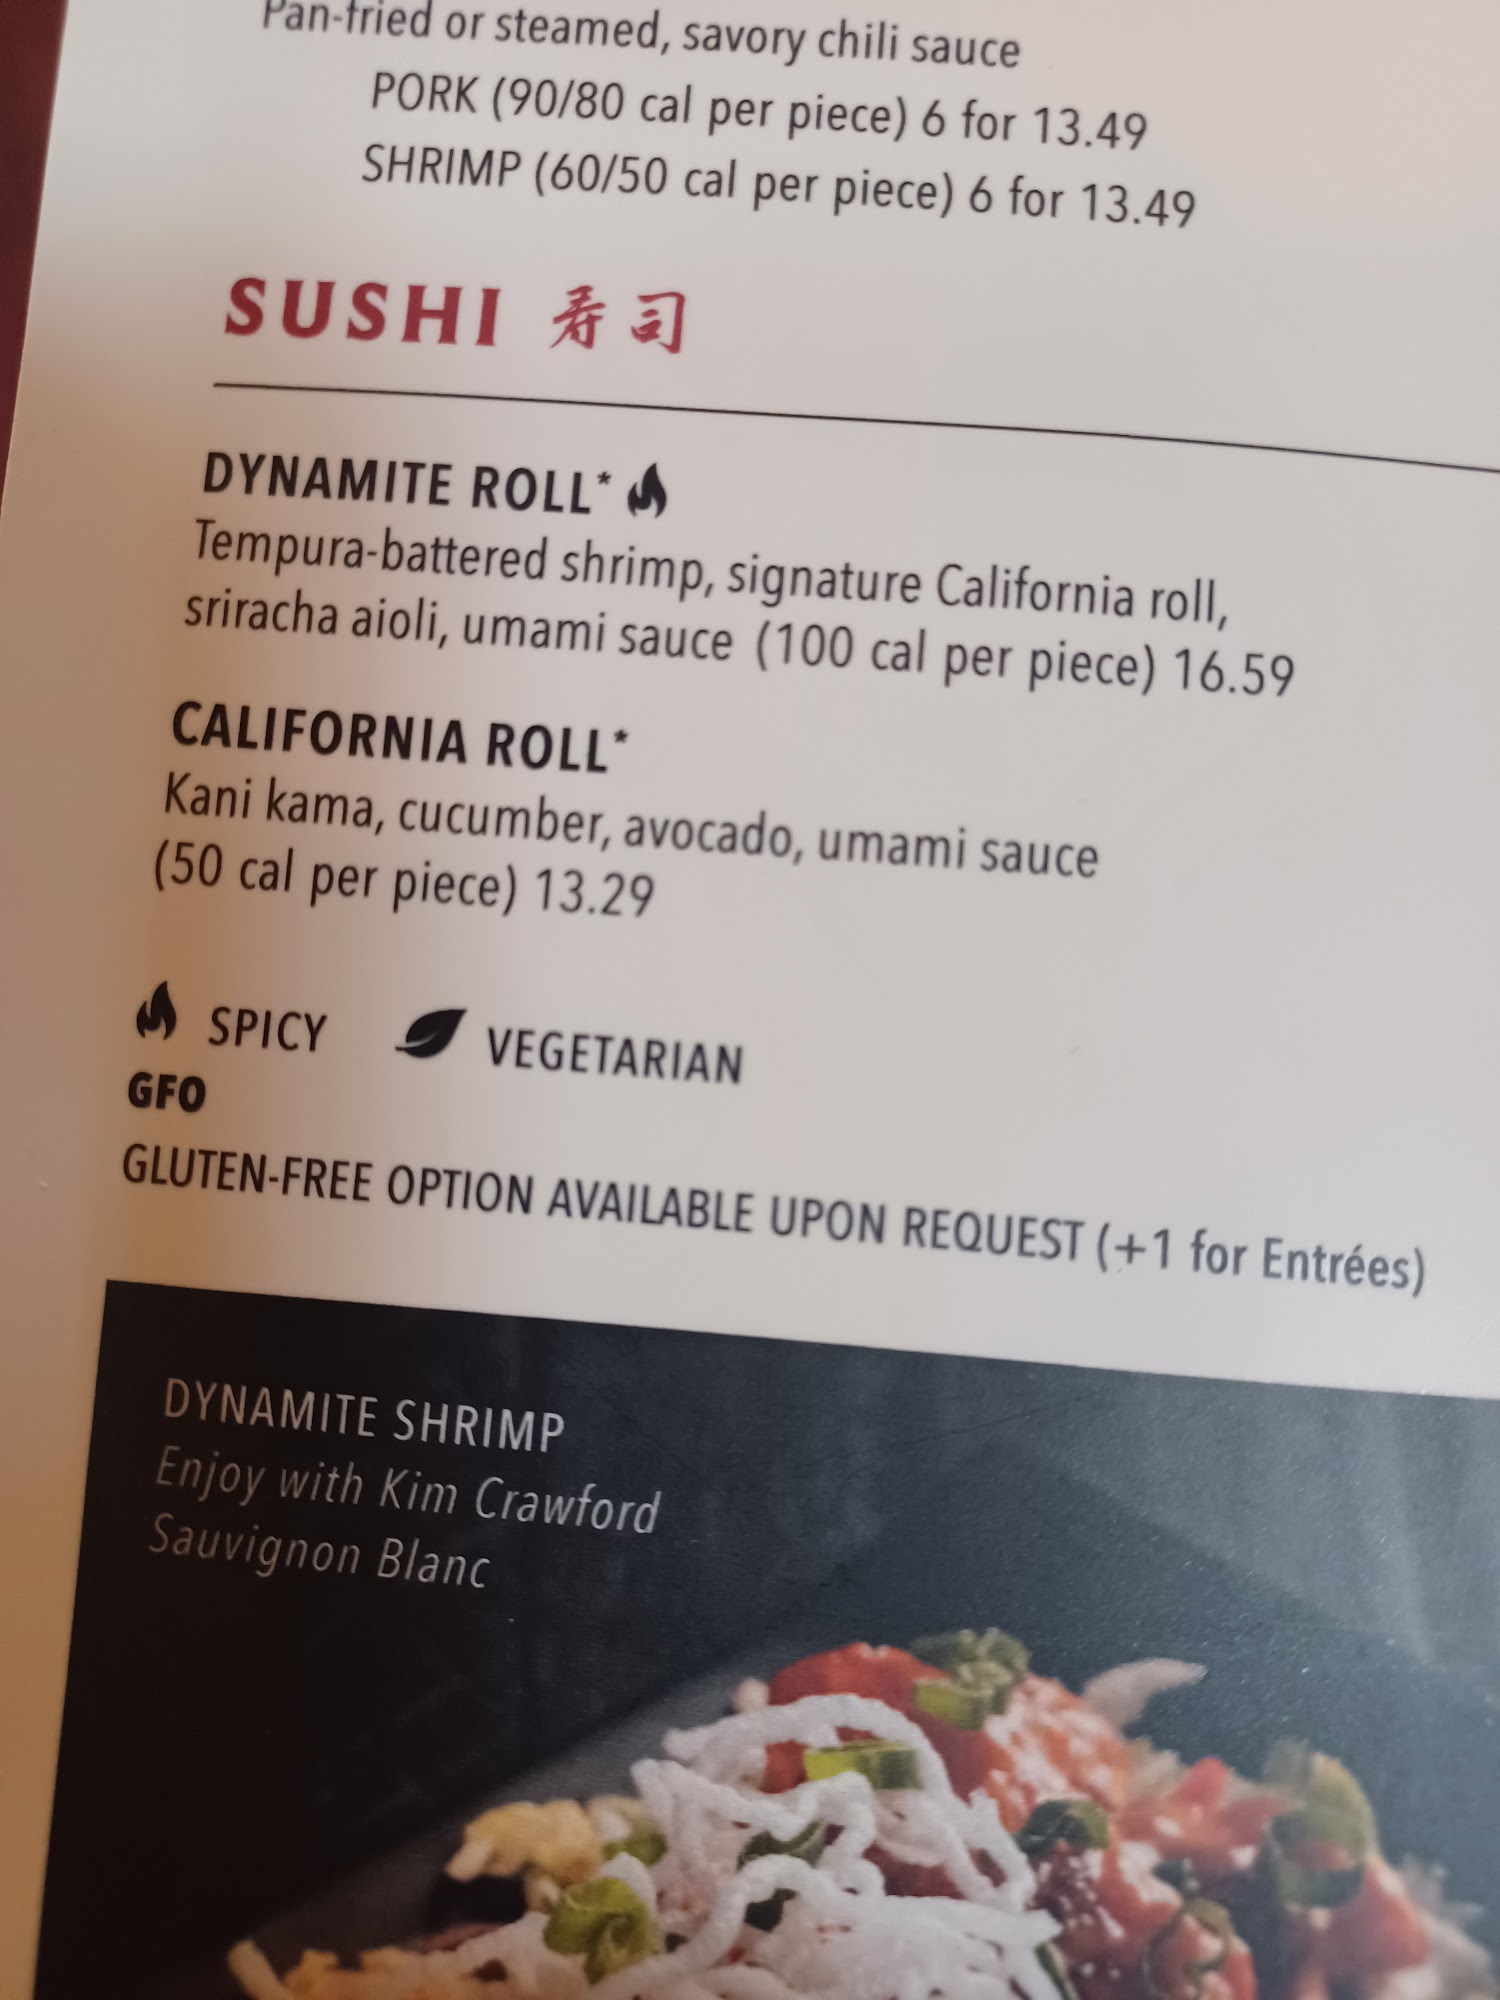 Pan-fried or steamed, savory chili sauce
PORK (90/80 cal per piece) 6 for 13.49
SHRIMP (60/50 cal per piece) 6 for 13.49
SUSHI 寿司
DYNAMITE ROLL*
Tempura-battered shrimp, signature California roll,
sriracha aioli, umami sauce (100 cal per piece) 16.59
CALIFORNIA ROLL*
Kani kama, cucumber, avocado, umami sauce
(50 cal per piece) 13.29
SPICY VEGETARIAN
GFO
GLUTEN-FREE OPTION AVAILABLE UPON REQUEST (+1 for Entrées)
DYNAMITE SHRIMP
Enjoy with Kim Crawford
Sauvignon Blanc